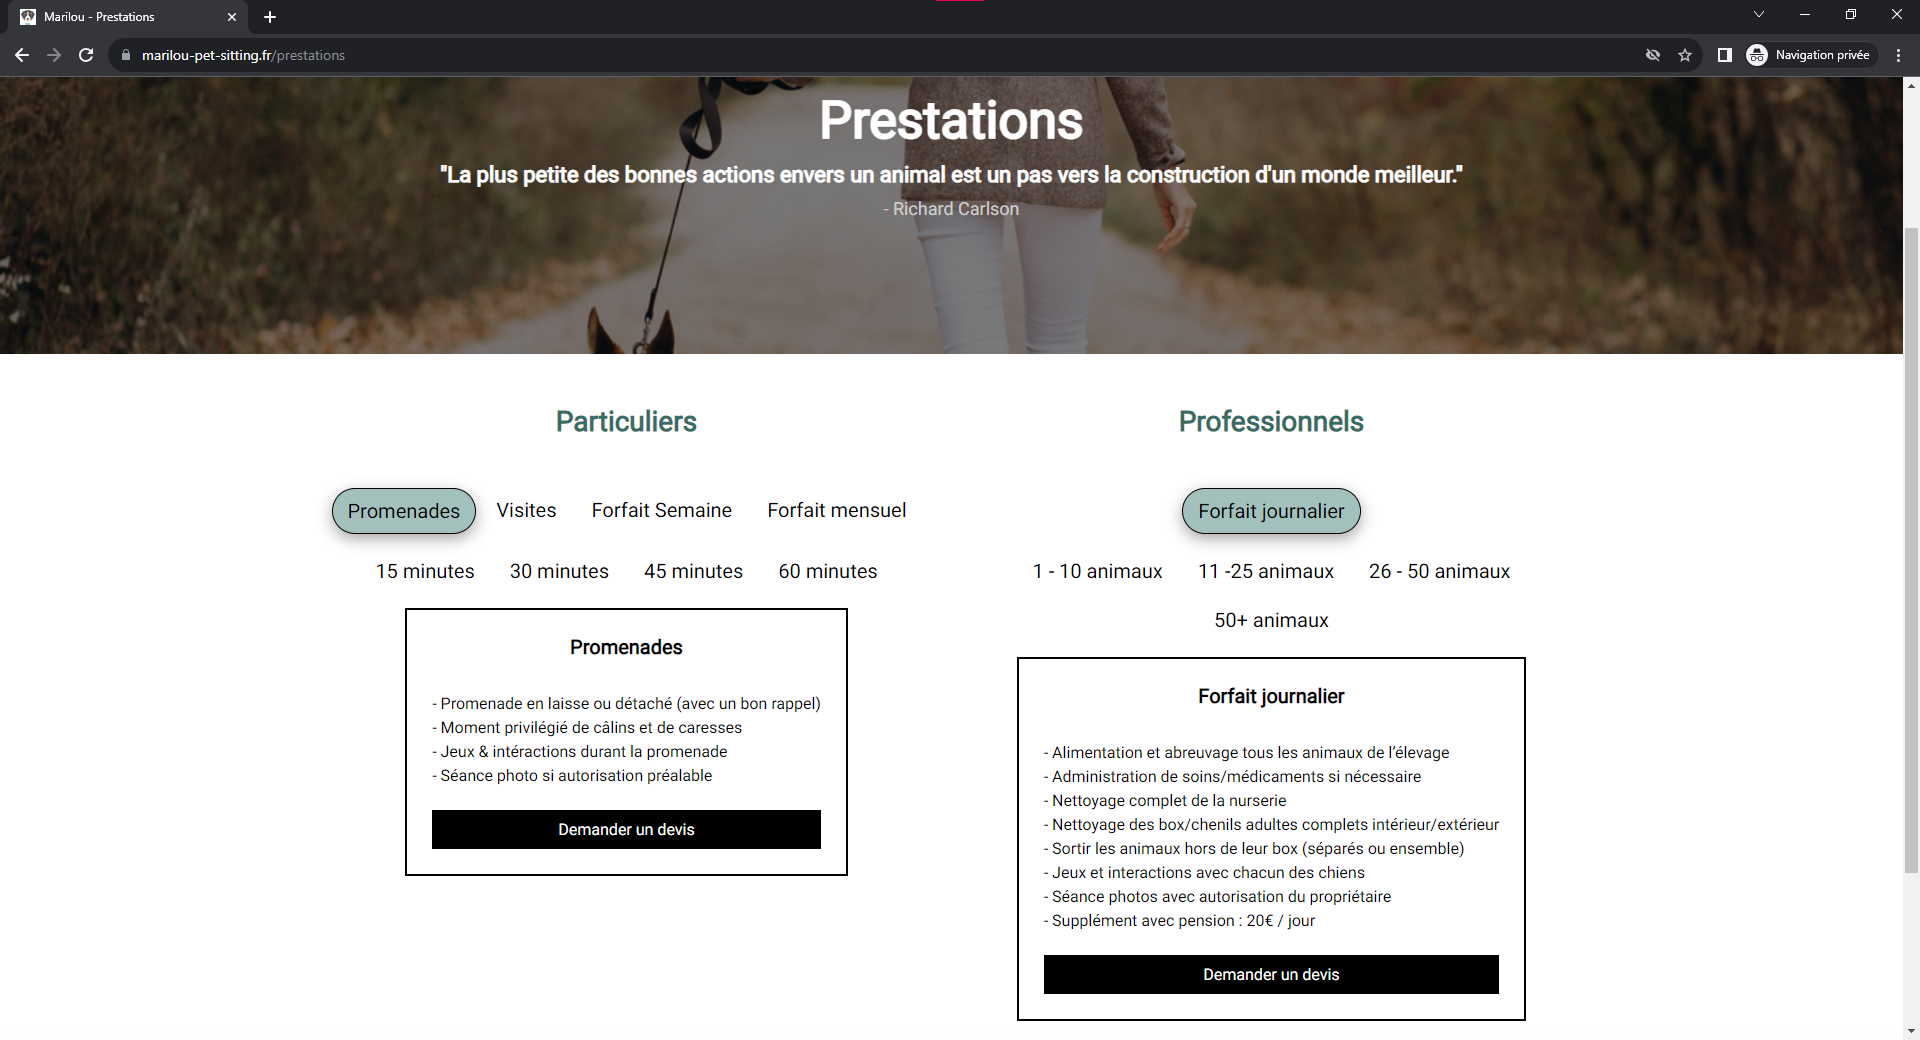 Marilou - Prestations
marilou-pet-sitting.fr/prestations
Navigation privée
Prestations
"La plus petite des bonnes actions envers un animal est un pas vers la construction d'un monde meilleur."
- Richard Carlson
Particuliers
Promenades Visites Forfait Semaine Forfait mensuel
15 minutes 30 minutes 45 minutes 60 minutes
Promenades
- Promenade en laisse ou détaché (avec un bon rappel)
- Moment privilégié de câlins et de caresses
- Jeux & intéractions durant la promenade
- Séance photo si autorisation préalable
Demander un devis
Professionnels
Forfait journalier
1 - 10 animaux 11 -25 animaux 26 - 50 animaux
50+ animaux
Forfait journalier
- Alimentation et abreuvage tous les animaux de l'élevage
- Administration de soins/médicaments si nécessaire
- Nettoyage complet de la nurserie
- Nettoyage des box/chenils adultes complets intérieur/extérieur
- Sortir les animaux hors de leur box (séparés ou ensemble)
- Jeux et interactions avec chacun des chiens
- Séance photos avec autorisation du propriétaire
- Supplément avec pension : 20€ / jour
Demander un devis